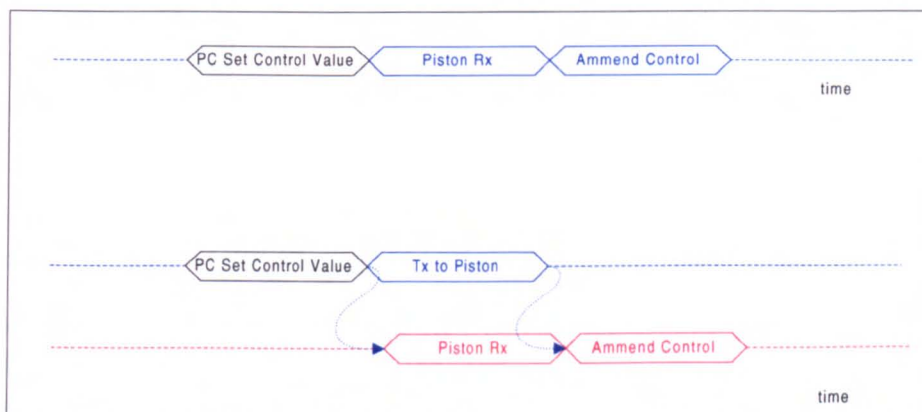 PC Set Control Value Piston Rx Ammend Control
time
PC Set Control Value Tx to Piston
Piston Rx Ammend Control
time